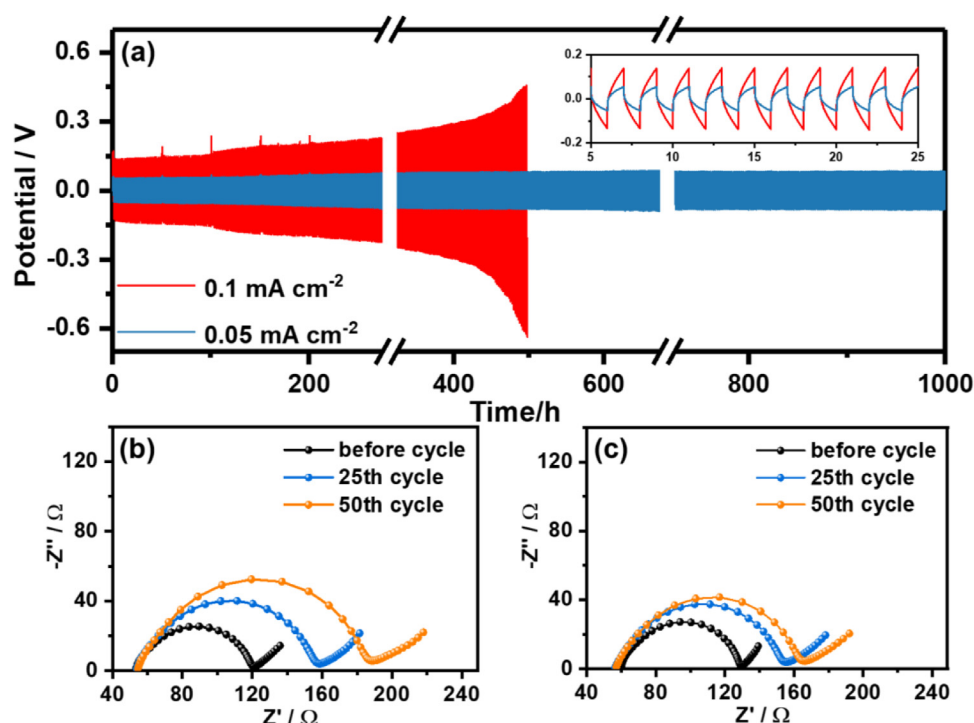 (a)
Potential / V
0.6
0.3
0.0
-0.3
-0.6
0.2
0.0
-0.2
5 10 15 20 25
0.1 mA cm⁻²
0.05 mA cm⁻²
0 200 400 600 800 1000
Time/h
(b)
before cycle
25th cycle
50th cycle
-Z'' / Ω
120
80
40
0
40 80 120 160 200 240
Z' / Ω
(c)
before cycle
25th cycle
50th cycle
-Z'' / Ω
120
80
40
0
40 80 120 160 200 240
Z' / Ω